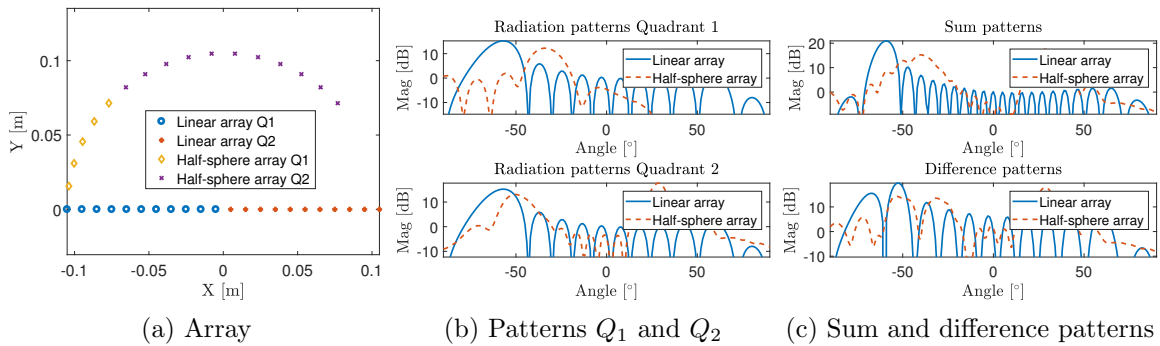 0.1
0.05
0
Y [m]
-0.1
-0.05
0
0.05
0.1
X [m]
Linear array Q1
Linear array Q2
Half-sphere array Q1
Half-sphere array Q2
(a) Array
Radiation patterns Quadrant 1
Mag [dB]
10
0
-10
Linear array
Half-sphere array
-50
0
50
Angle [°]
Radiation patterns Quadrant 2
Mag [dB]
10
0
-10
Linear array
Half-sphere array
-50
0
50
Angle [°]
(b) Patterns Q1 and Q2
Sum patterns
Mag [dB]
20
10
0
Linear array
Half-sphere array
-50
0
50
Angle [°]
Difference patterns
Mag [dB]
10
0
10
Linear array
Half-sphere array
-50
0
50
Angle [°]
(c) Sum and difference patterns